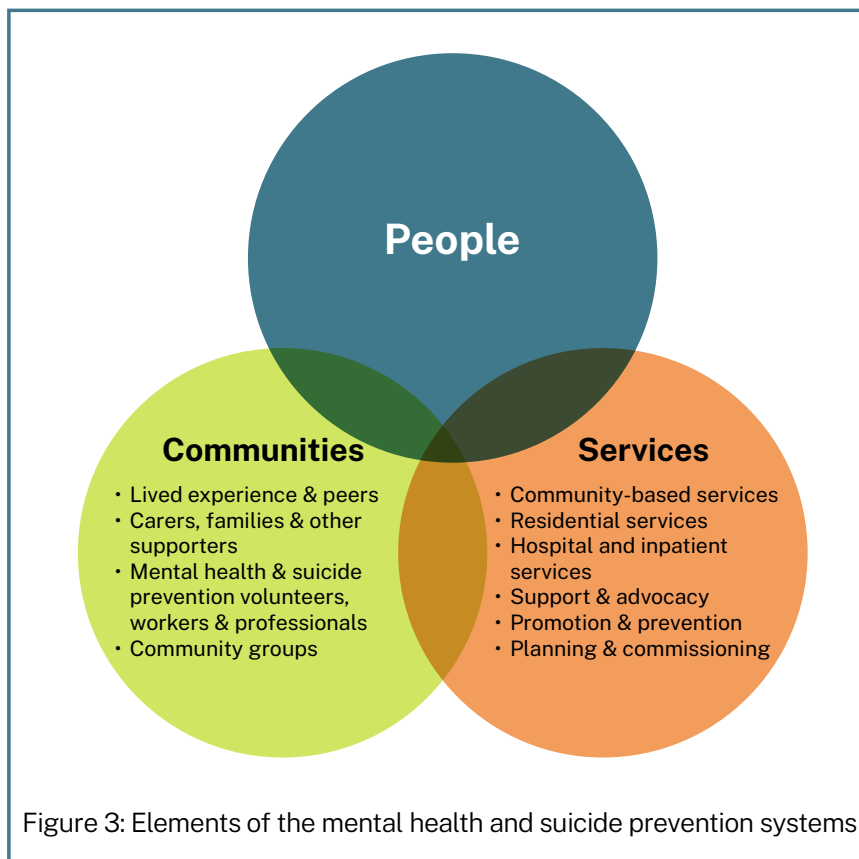 People
Communities
• Lived experience & peers
• Carers, families & other
supporters
• Mental health & suicide
prevention volunteers,
workers & professionals
• Community groups
Services
• Community-based services
• Residential services
• Hospital and inpatient
services
• Support & advocacy
• Promotion & prevention
• Planning & commissioning
Figure 3: Elements of the mental health and suicide prevention systems